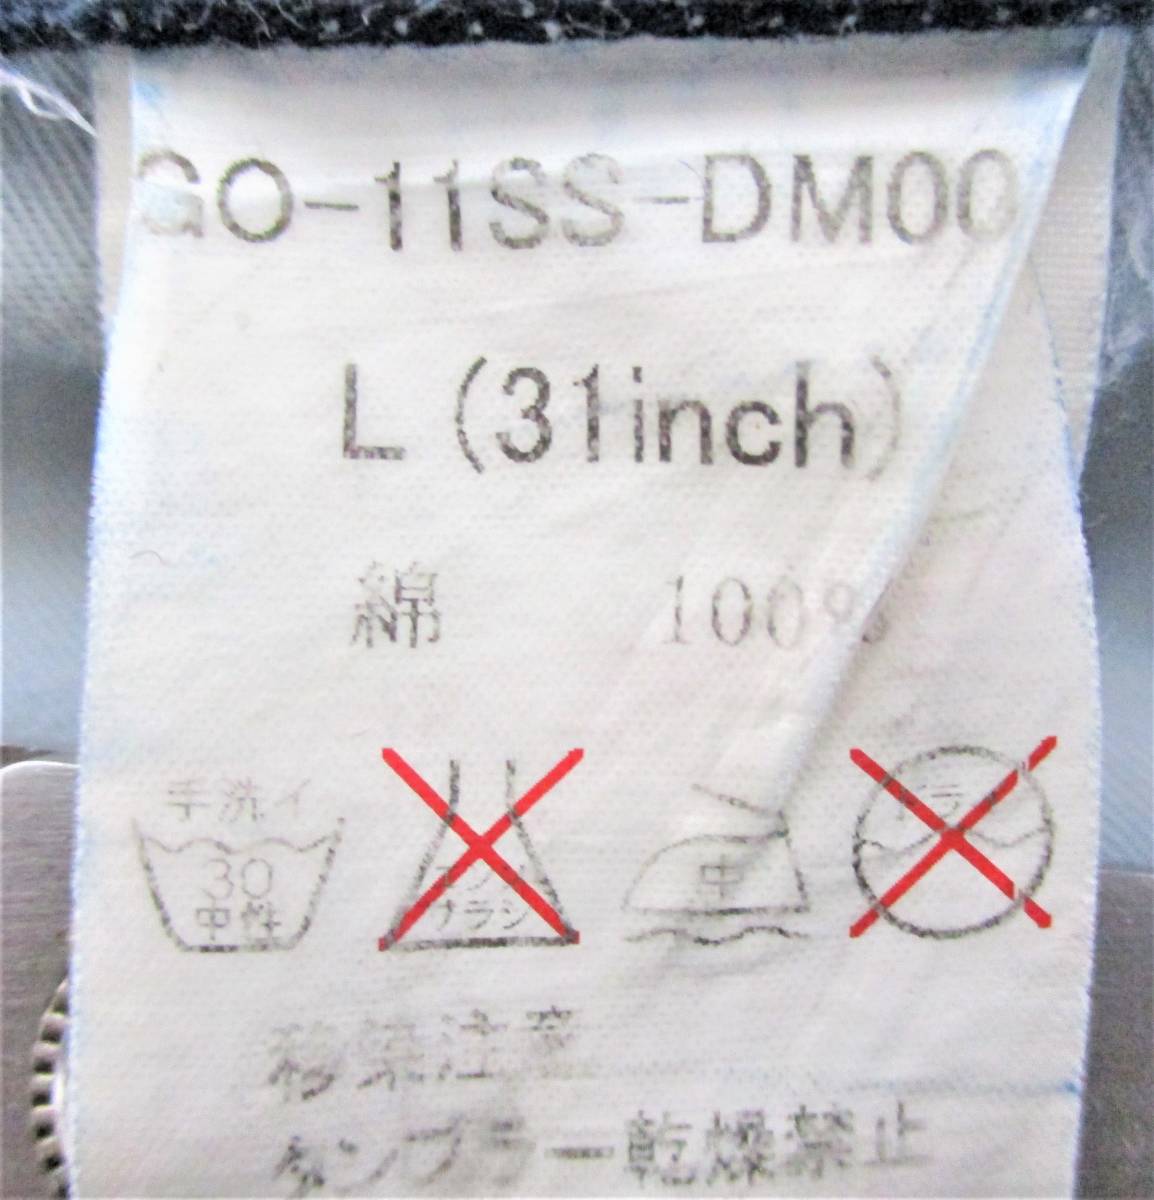 GO-11SS-DM00
L (31inch)
綿 100%
手洗イ
30
中性
中
移染注意
タンブラー乾燥禁止